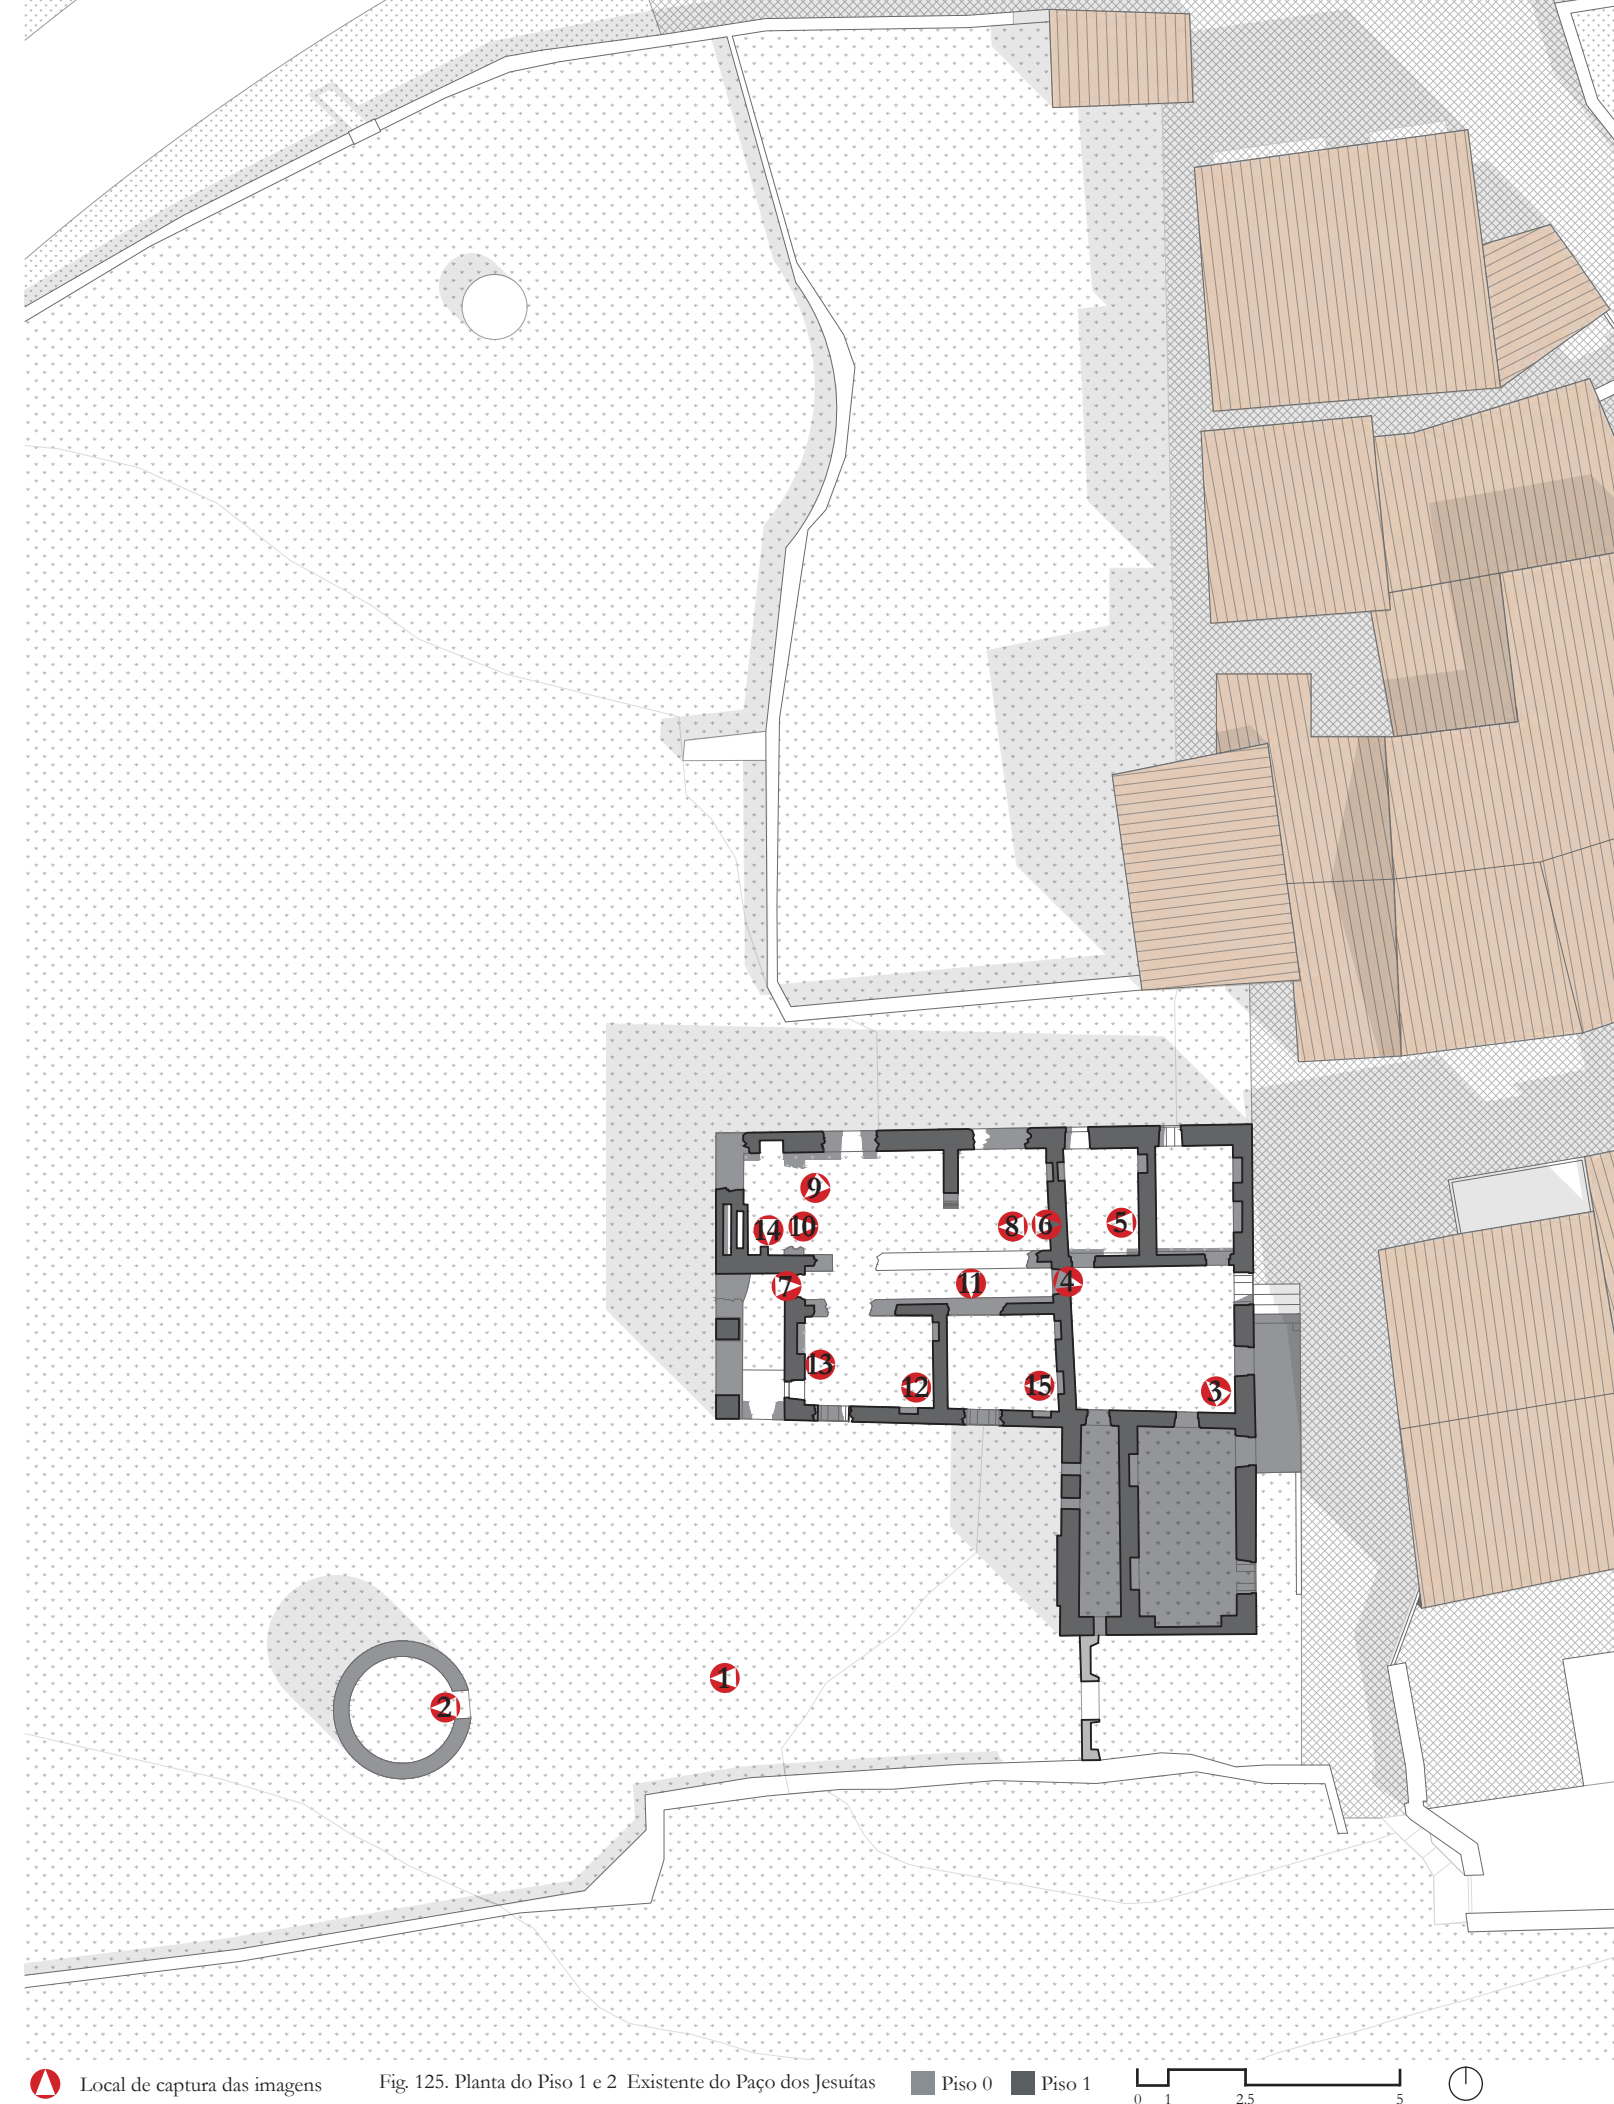 9
14 10 8 6 5
7 11 4
13 12 15 3
1
2
Local de captura das imagens
Fig. 125. Planta do Piso 1 e 2 Existente do Paço dos Jesuítas
Piso 0 Piso 1
0 1 2.5 5